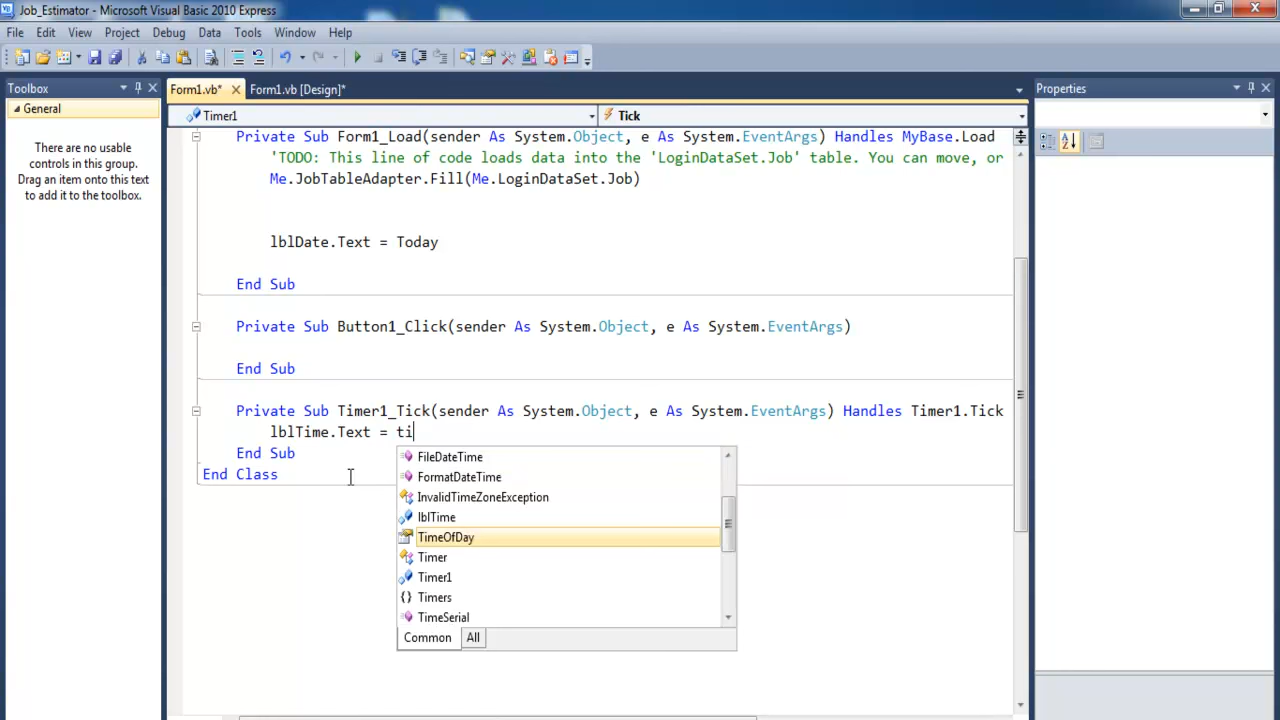 Job_Estimator - Microsoft Visual Basic 2010 Express
File Edit View Project Debug Data Tools Window Help
Toolbox
Form1.vb* Form1.vb [Design]*
Properties
General
Timer1 Tick
There are no usable
controls in this group.
Drag an item onto this text
to add it to the toolbox.
Private Sub Form1_Load(sender As System.Object, e As System.EventArgs) Handles MyBase.Load
'TODO: This line of code loads data into the 'LoginDataSet.Job' table. You can move, or
Me.JobTableAdapter.Fill(Me.LoginDataSet.Job)
lblDate.Text = Today
End Sub
Private Sub Button1_Click(sender As System.Object, e As System.EventArgs)
End Sub
Private Sub Timer1_Tick(sender As System.Object, e As System.EventArgs) Handles Timer1.Tick
lblTime.Text = ti
End Sub
End Class
FileDateTime
FormatDateTime
InvalidTimeZoneException
lblTime
TimeOfDay
Timer
Timer1
{} Timers
TimeSerial
Common All